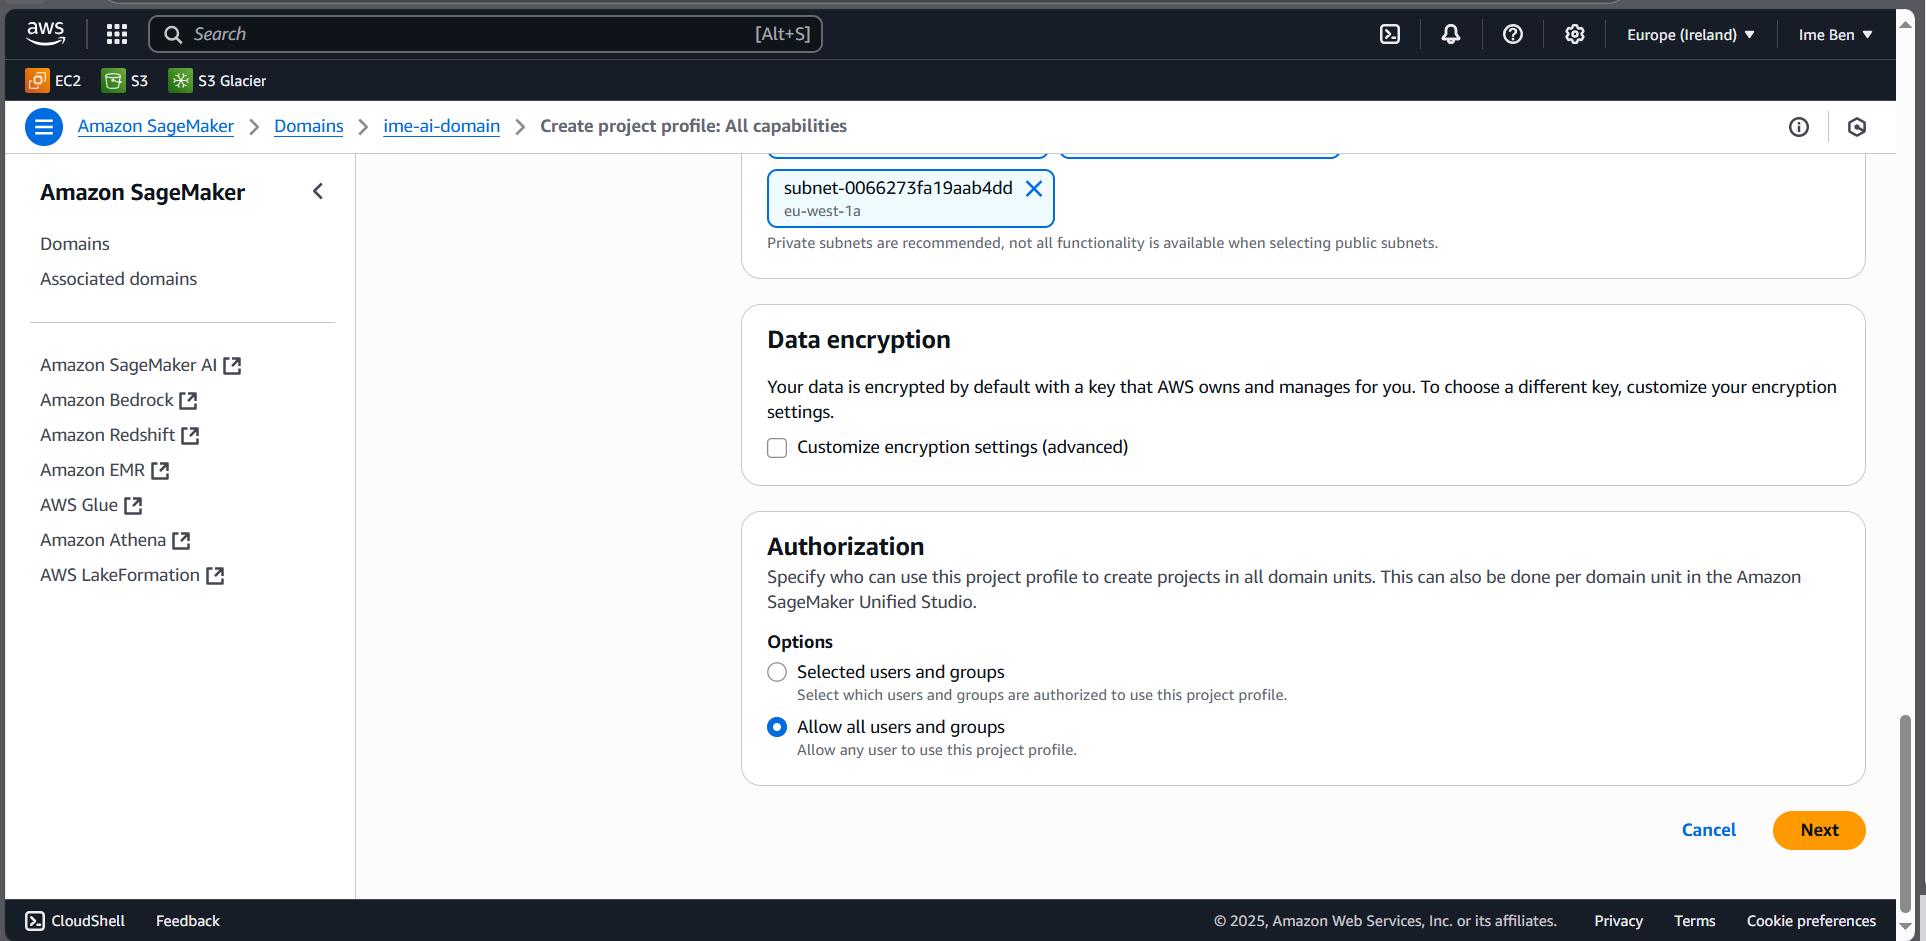 aws
Search
[Alt+S]
Europe (Ireland)
Ime Ben
EC2
S3
S3 Glacier
Amazon SageMaker
Domains
ime-ai-domain
Create project profile: All capabilities
Amazon SageMaker
Domains
Associated domains
Amazon SageMaker AI
Amazon Bedrock
Amazon Redshift
Amazon EMR
AWS Glue
Amazon Athena
AWS LakeFormation
subnet-0066273fa19aab4dd
eu-west-1a
Private subnets are recommended, not all functionality is available when selecting public subnets.
Data encryption
Your data is encrypted by default with a key that AWS owns and manages for you. To choose a different key, customize your encryption
settings.
Customize encryption settings (advanced)
Authorization
Specify who can use this project profile to create projects in all domain units. This can also be done per domain unit in the Amazon
SageMaker Unified Studio.
Options
Selected users and groups
Select which users and groups are authorized to use this project profile.
Allow all users and groups
Allow any user to use this project profile.
Cancel
Next
CloudShell
Feedback
© 2025, Amazon Web Services, Inc. or its affiliates.
Privacy
Terms
Cookie preferences